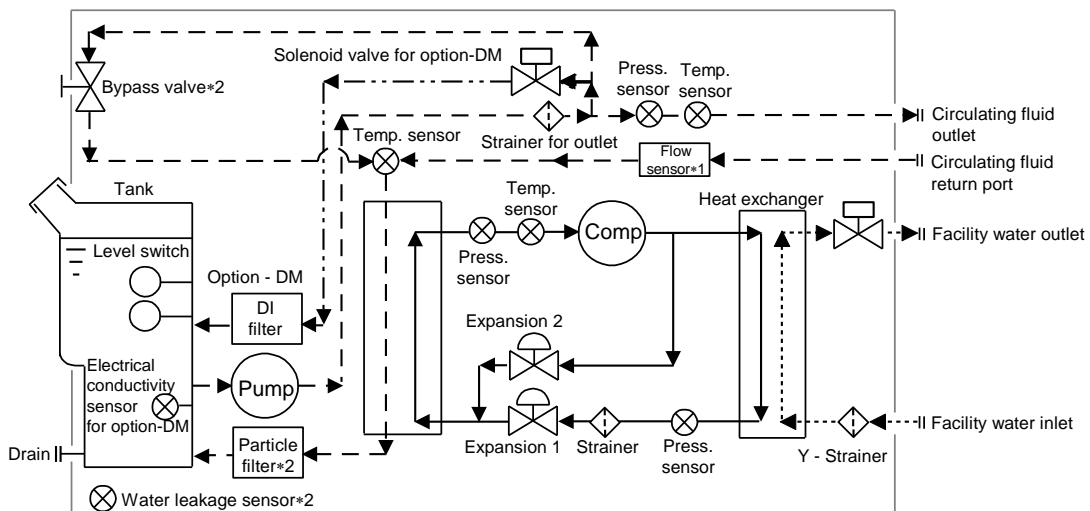 Solenoid valve for option-DM
Bypass valve*2
Press.
sensor
Temp.
sensor
Strainer for outlet
Circulating fluid
outlet
Temp. sensor
Flow
sensor*1
Circulating fluid
return port
Tank
Temp.
sensor
Heat exchanger
Comp
Press.
sensor
Facility water outlet
Level switch
Option - DM
DI
filter
Expansion 2
Electrical
conductivity
sensor
for option-DM
Pump
Expansion 1
Strainer
Press.
sensor
Facility water inlet
Y - Strainer
Drain
Particle
filter*2
Water leakage sensor*2